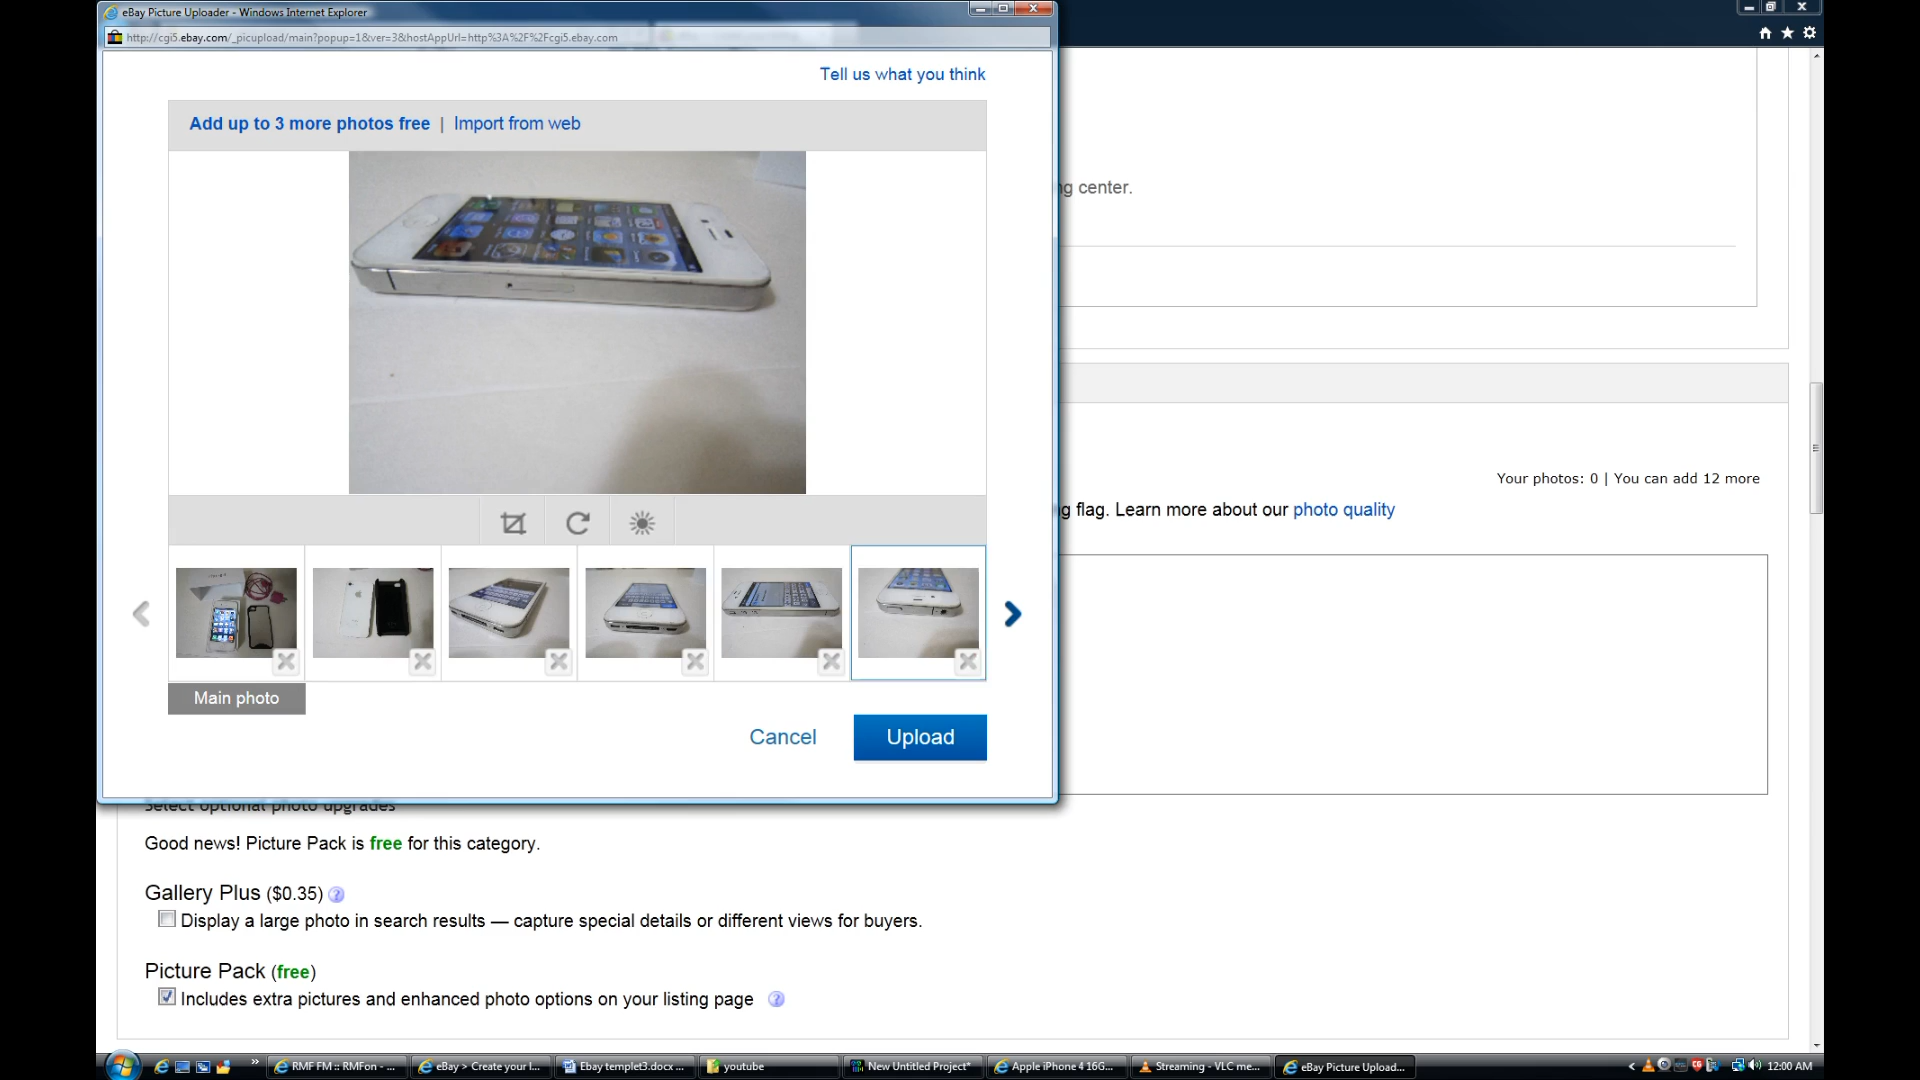 eBay Picture Uploader - Windows Internet Explorer
http://cgi5.ebay.com/_picupload/main?popup=1&ver=3&hostAppUrl=http%3A%2F%2Fcgi5.ebay.com
Tell us what you think
Add up to 3 more photos free | Import from web
ng center.
Your photos: 0 | You can add 12 more
ng flag. Learn more about our photo quality
Main photo
Cancel Upload
Select optional photo upgrades
Good news! Picture Pack is free for this category.
Gallery Plus ($0.35) ?
Display a large photo in search results — capture special details or different views for buyers.
Picture Pack (free)
Includes extra pictures and enhanced photo options on your listing page ?
RMF FM :: RMFon - ... eBay > Create your l... Ebay templet3.docx ... youtube New Untitled Project* Apple iPhone 4 16G... Streaming - VLC me... eBay Picture Upload... 12:00 AM